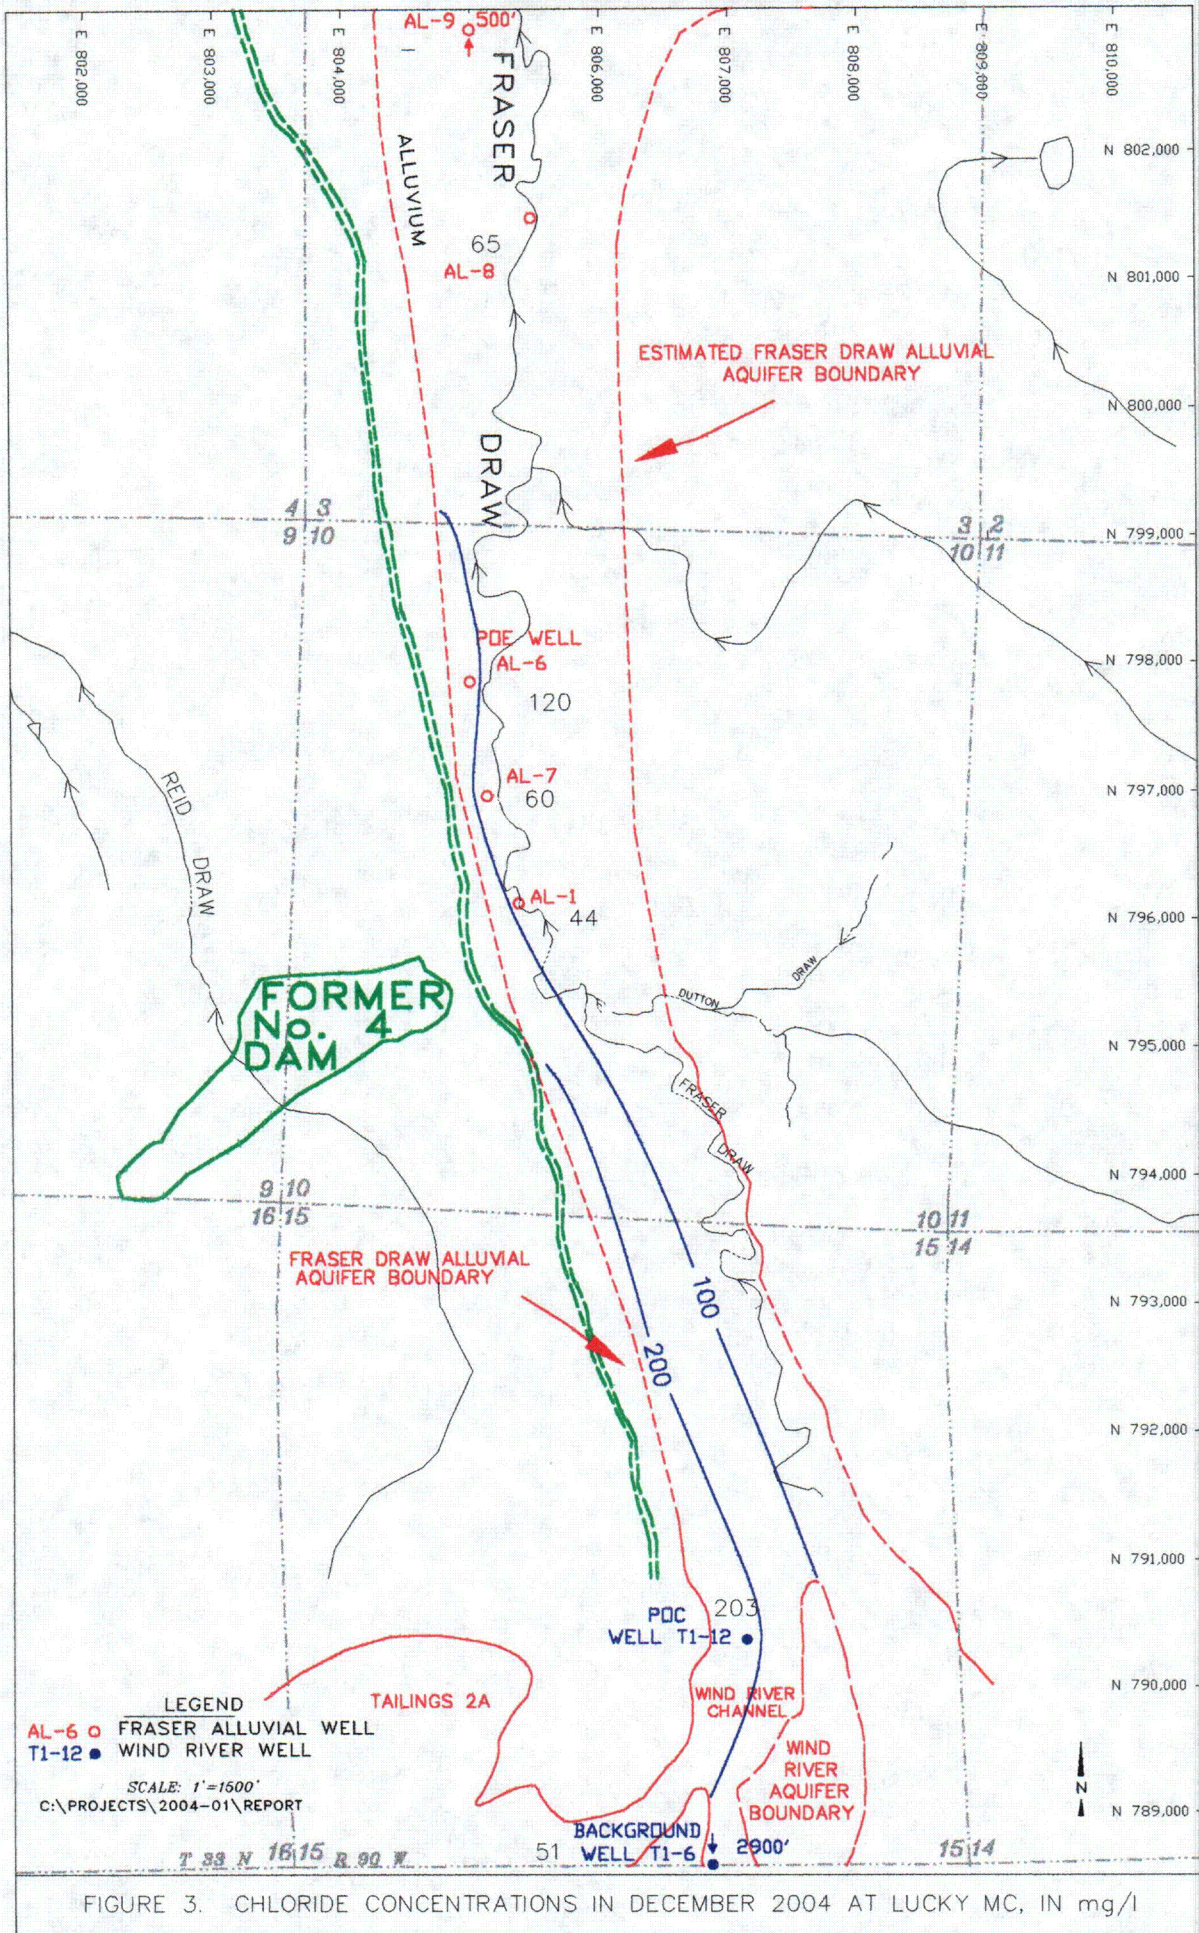 E 802,000
E 803,000
E 804,000
E 806,000
E 807,000
E 808,000
E 809,000
E 810,000
AL-9 500'
FRASER
ALLUVIUM
N 802,000
65
AL-8
N 801,000
ESTIMATED FRASER DRAW ALLUVIAL
AQUIFER BOUNDARY
N 800,000
DRAW
4 3
9 10
3 2
10 11
N 799,000
POE WELL
AL-6
N 798,000
120
REID
DRAW
AL-7
60
N 797,000
AL-1
44
N 796,000
DUTTON
DRAW
FORMER
No. 4
DAM
N 795,000
FRASER
DRAW
9 10
16 15
N 794,000
10 11
15 14
FRASER DRAW ALLUVIAL
AQUIFER BOUNDARY
100
N 793,000
200
N 792,000
N 791,000
POC
WELL T1-12
203
N 790,000
TAILINGS 2A
WIND RIVER
CHANNEL
WIND
RIVER
AQUIFER
BOUNDARY
LEGEND
AL-6 FRASER ALLUVIAL WELL
T1-12 WIND RIVER WELL
SCALE: 1"=1500'
C:\PROJECTS\2004-01\REPORT
N
N 789,000
BACKGROUND
WELL T1-6
2900'
51
T 33 N
16 15
R 90 W
15 14
FIGURE 3. CHLORIDE CONCENTRATIONS IN DECEMBER 2004 AT LUCKY MC, IN mg/l